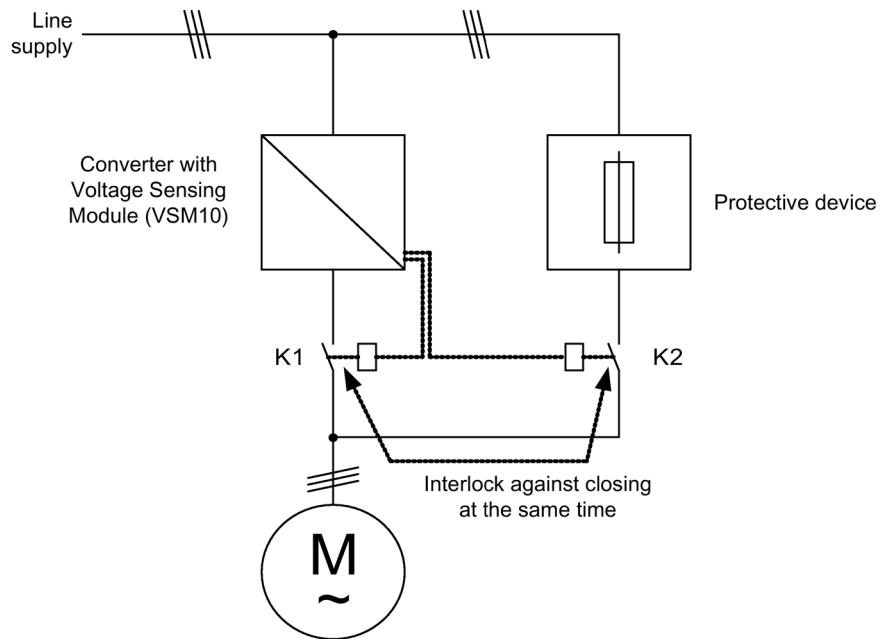 Line
supply
Converter with
Voltage Sensing
Module (VSM10)
Protective device
K1
K2
Interlock against closing
at the same time
M
~